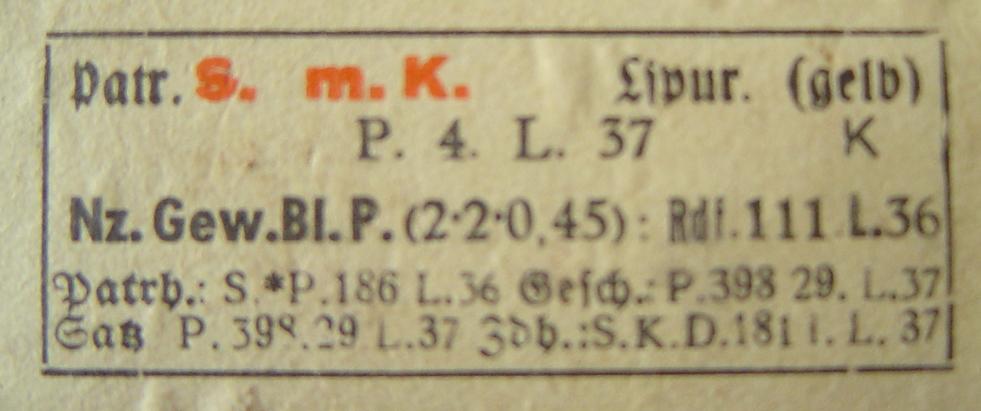 Patr. S. m. K. Lspur. (gelb)
P. 4. L. 37 K
Nz. Gew. Bl. P. (2·2·0,45): Rdf. 111 L.36
Patrh.: S.*P.186 L.36 Gesch.: P.398 29. L.37
Satz P.398.29 L.37 Zdh.: S.K.D.181 i. L. 37